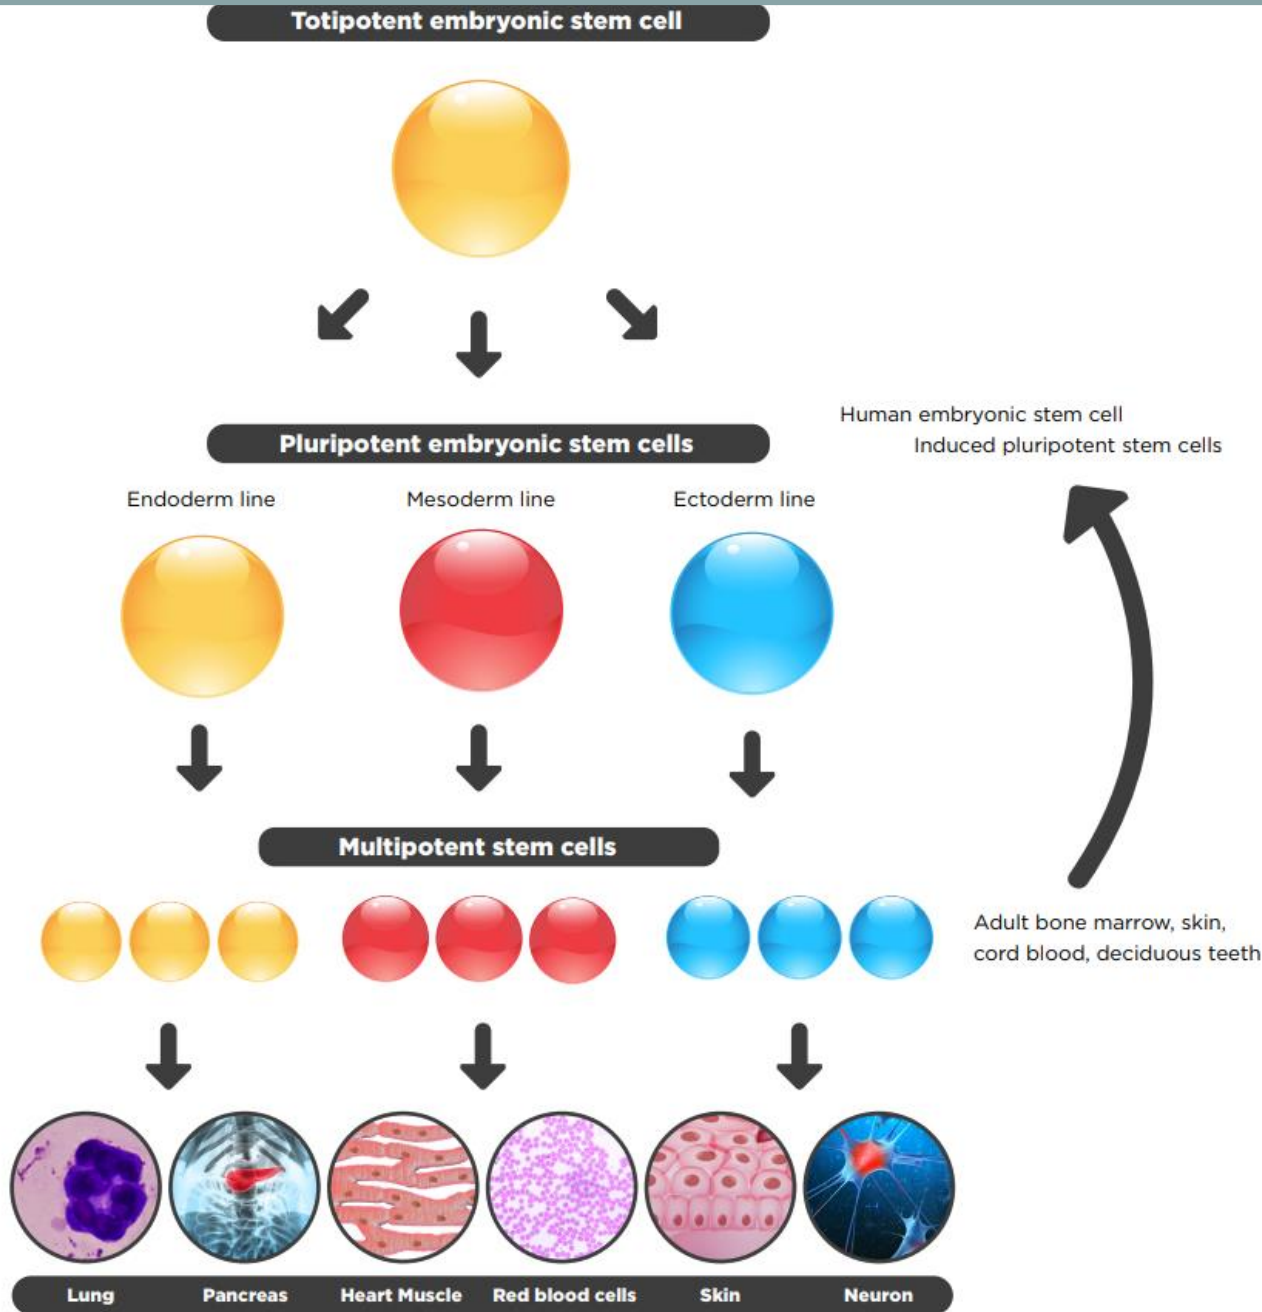 Totipotent embryonic stem cell
Human embryonic stem cell
Induced pluripotent stem cells
Pluripotent embryonic stem cells
Endoderm line
Mesoderm line
Ectoderm line
Multipotent stem cells
Adult bone marrow, skin,
cord blood, deciduous teeth
Lung
Pancreas
Heart Muscle
Red blood cells
Skin
Neuron